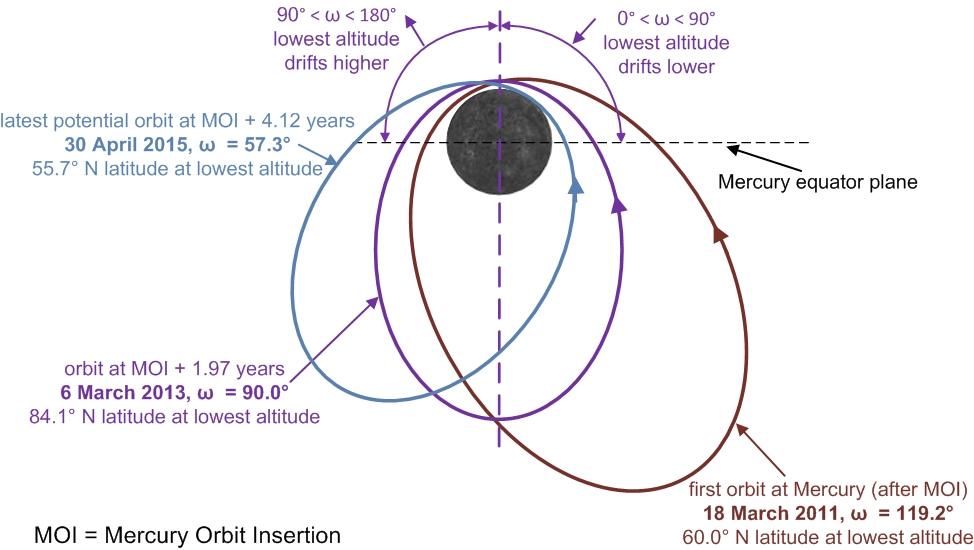 90° < ω < 180°
lowest altitude
drifts higher
0° < ω < 90°
lowest altitude
drifts lower
latest potential orbit at MOI + 4.12 years
30 April 2015, ω = 57.3°
55.7° N latitude at lowest altitude
Mercury equator plane
orbit at MOI + 1.97 years
6 March 2013, ω = 90.0°
84.1° N latitude at lowest altitude
first orbit at Mercury (after MOI)
18 March 2011, ω = 119.2°
60.0° N latitude at lowest altitude
MOI = Mercury Orbit Insertion